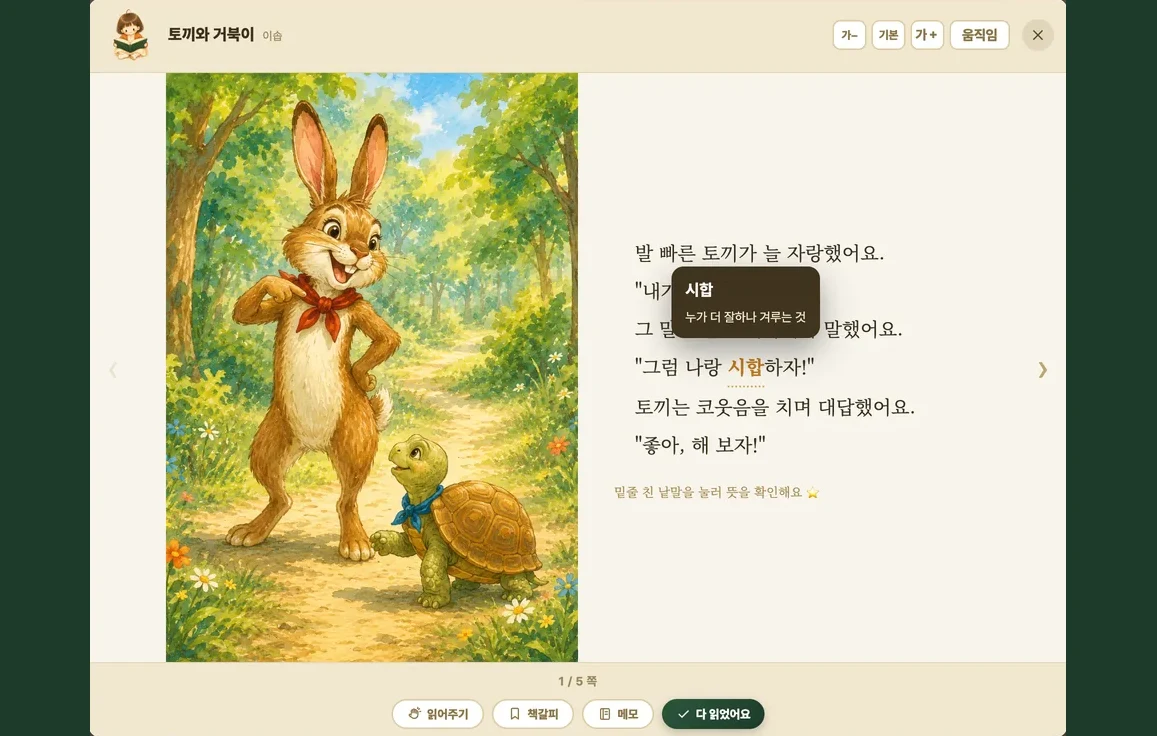 토끼와 거북이 이솝
가- 기본 가+ 움직임
발 빠른 토끼가 늘 자랑했어요.
"내가
시합
누가 더 잘하나 겨루는 것
그 말 말했어요.
"그럼 나랑 시합하자!"
토끼는 코웃음을 치며 대답했어요.
"좋아, 해 보자!"
밑줄 친 낱말을 눌러 뜻을 확인해요
1 / 5 쪽
읽어주기 책갈피 메모 다 읽었어요